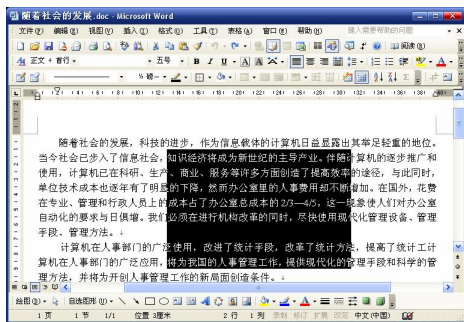 随着社会的发展.doc - Microsoft Word
文件(F) 编辑(E) 视图(V) 插入(I) 格式(O) 工具(T) 表格(A) 窗口(W) 帮助(H) 键入需要帮助的问题
阅读(R)
正文 + 首行 五号 B I U A A
½ 磅
随着社会的发展，科技的进步，作为信息载体的计算机日益显露出其举足轻重的地位。
当今社会已步入了信息社会，知识经济将成为新世纪的主导产业。伴随计算机的逐步推广和
使用，计算机已在科研、生产、商业、服务等许多方面创造了提高效率的途径，与此同时，
单位技术成本也逐年有了明显的下降，然而办公室里的人事费用却不断增加。在国外，花费
在专业、管理和行政人员上的成本占了办公室总成本的2/3—4/5，这一现象使人们对办公室
自动化的要求与日俱增。我们必须在进行机构改革的同时，尽快使用现代化管理设备、管理
手段、管理方法。
计算机在人事部门的广泛使用，改进了统计手段，改革了统计方法，提高了统计工计
算机在人事部门的广泛应用，将为我国的人事管理工作，提供现代化的管理手段和科学的管
理方法，并将为开创人事管理工作的新局面创造条件。
绘图(D) 自选图形(U)
1 页 1 节 1/1 位置 3厘米 2 行 1 列 录制 修订 扩展 改写 中文(中国)